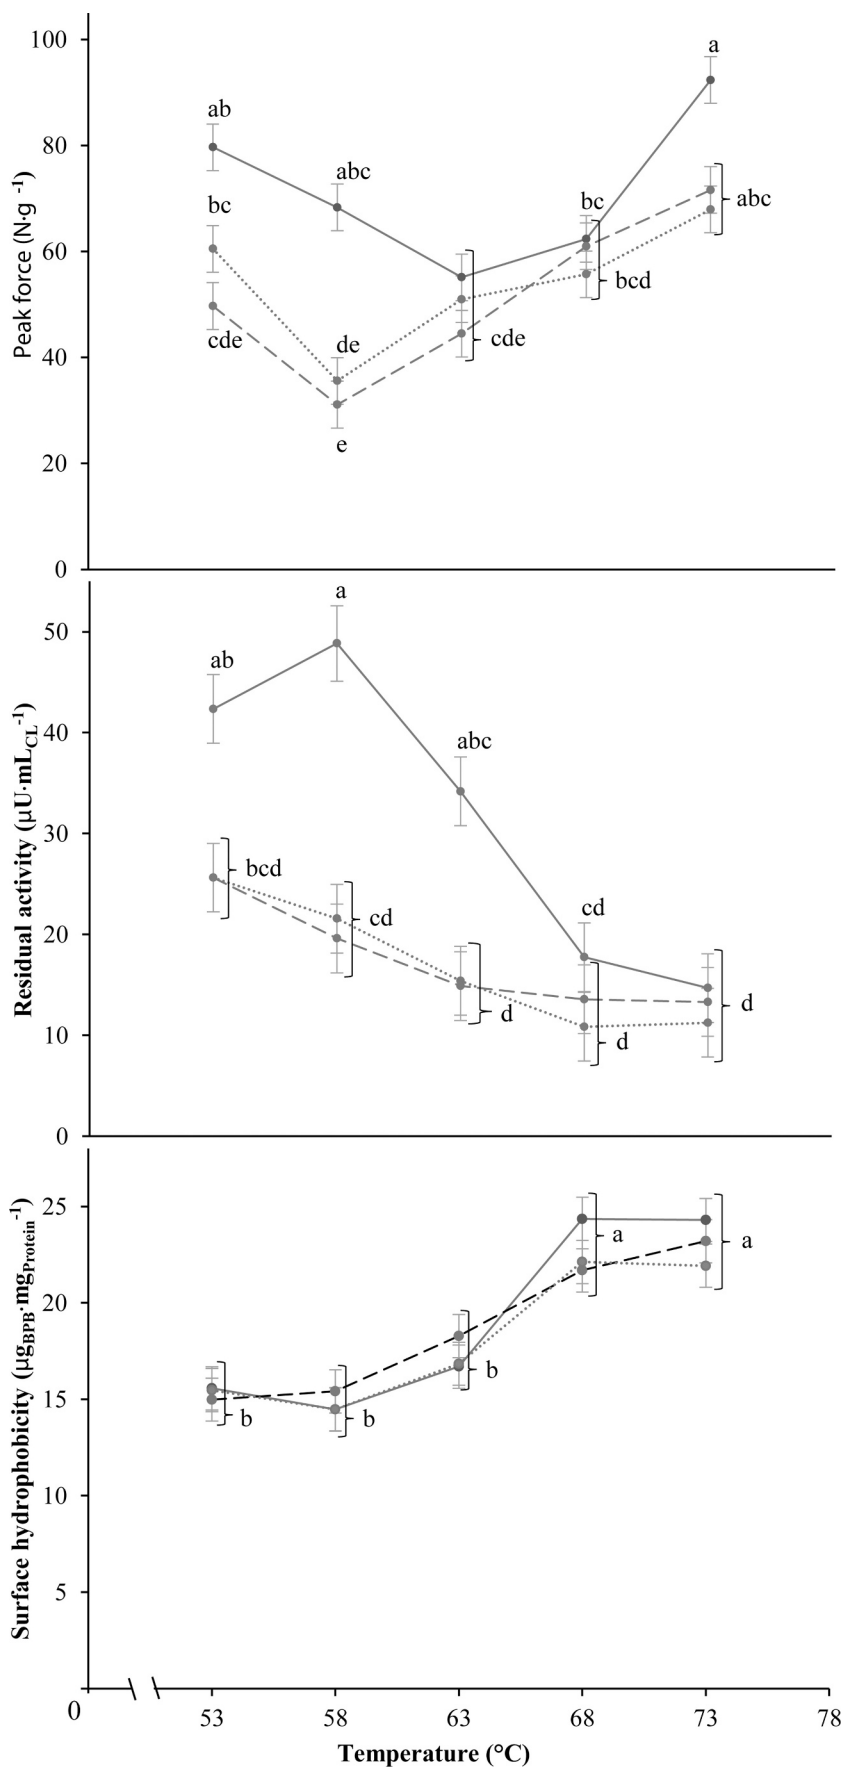 100
80
60
40
20
0
Peak force (N·g ⁻¹)
ab
abc
a
bc
bc
abc
bcd
cde
cde
de
e
50
40
30
20
10
0
Residual activity (µU·mL_CL⁻¹)
a
ab
abc
bcd
cd
cd
d
d
d
25
20
15
10
5
0
Surface hydrophobicity (µg_BPB·mg_Protein⁻¹)
a
a
b
b
b
53 58 63 68 73 78
Temperature (°C)